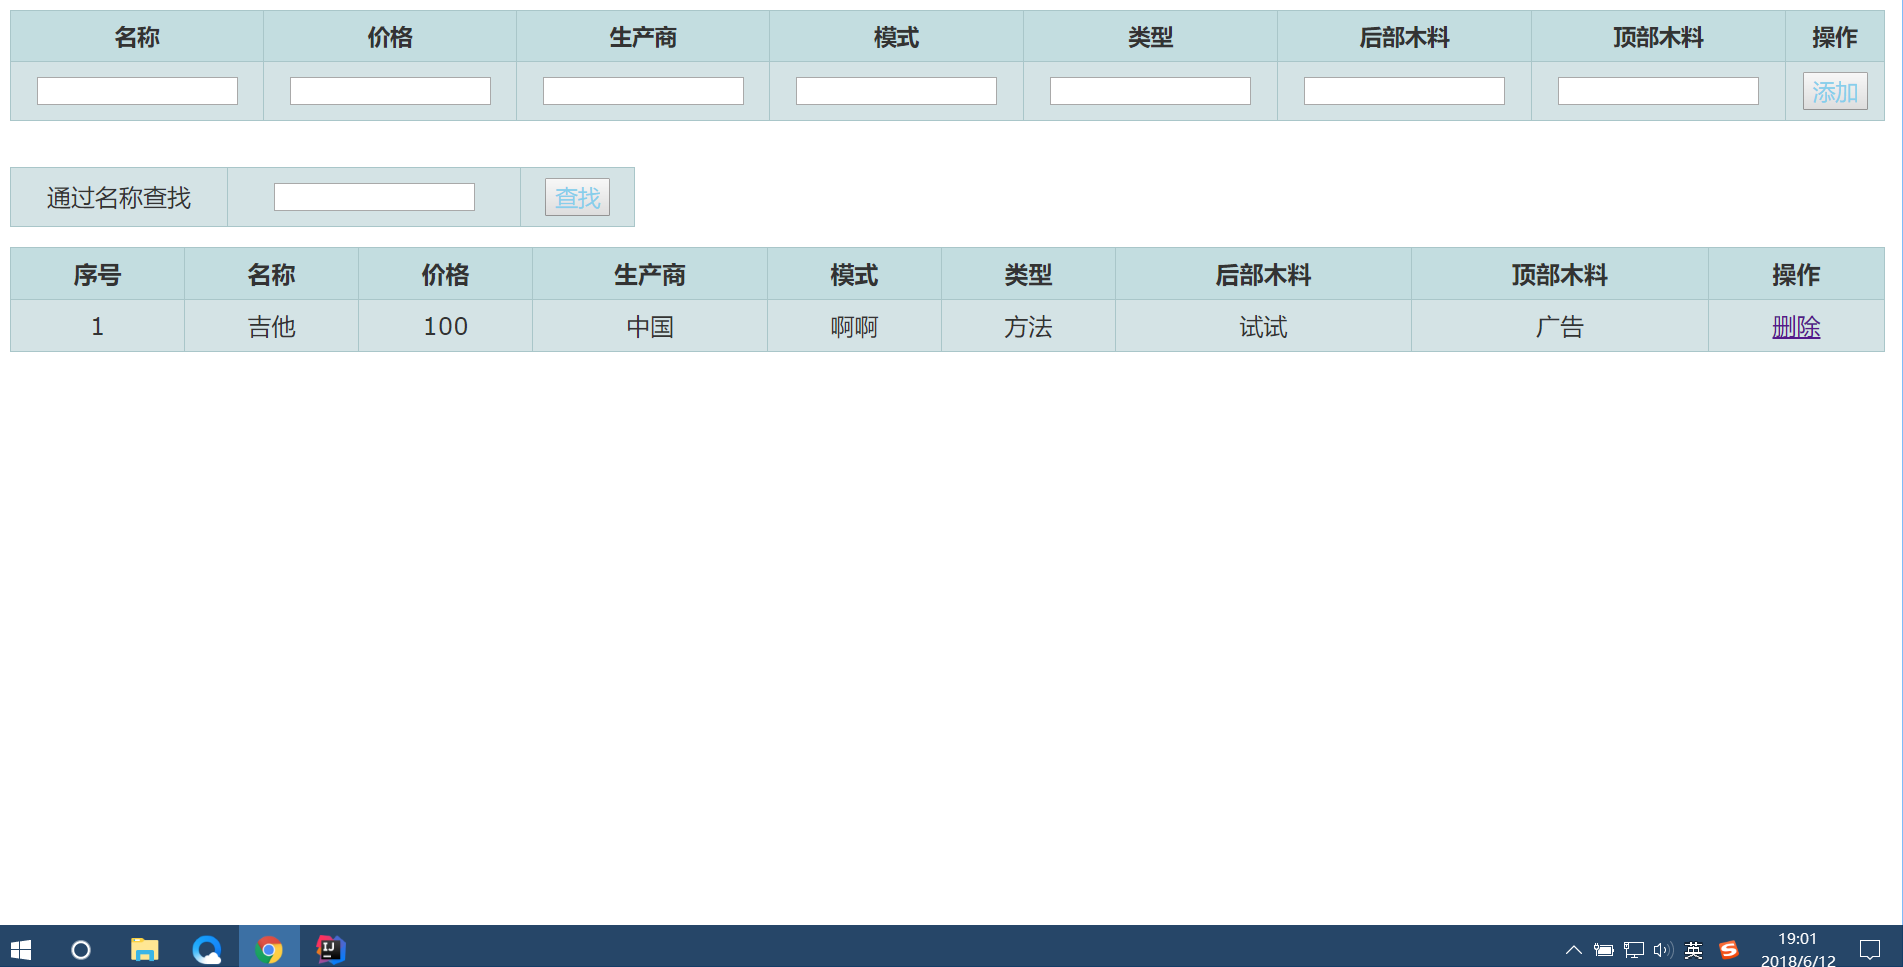 名称 价格 生产商 模式 类型 后部木料 顶部木料 操作
添加
通过名称查找 查找
序号 名称 价格 生产商 模式 类型 后部木料 顶部木料 操作
1 吉他 100 中国 啊啊 方法 试试 广告 删除
英 19:01
2018/6/12